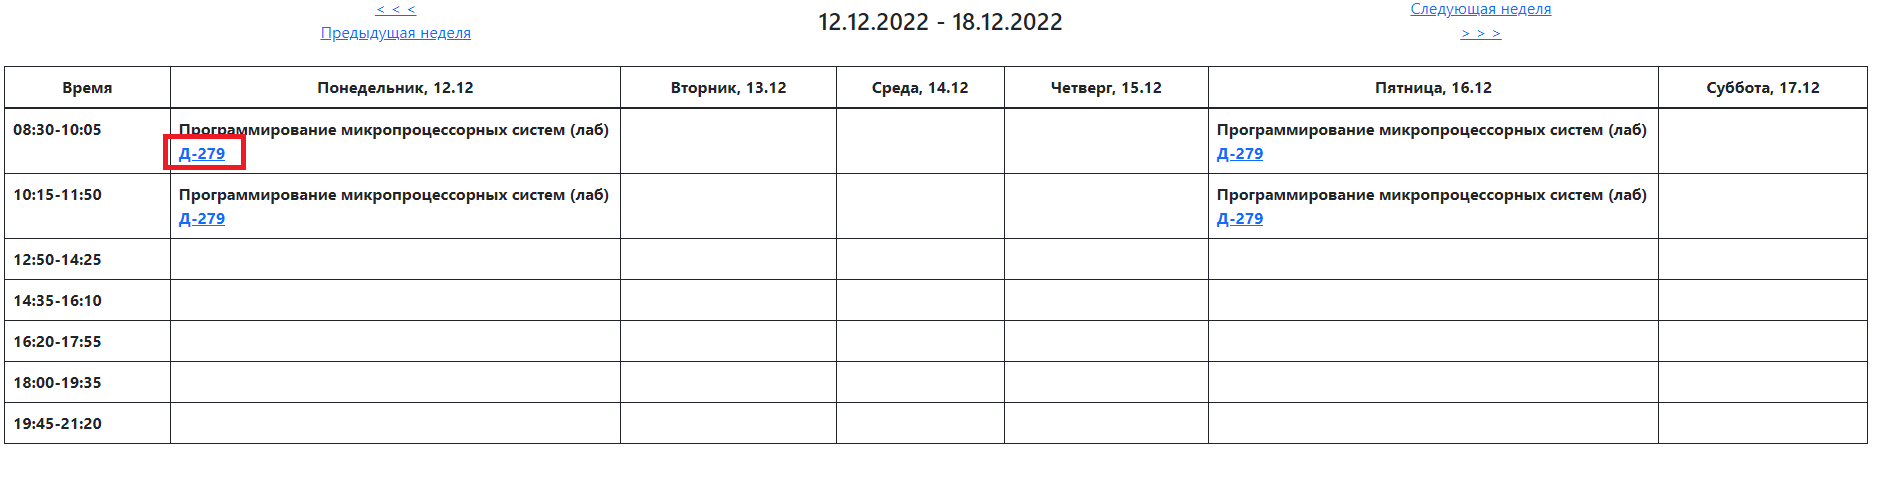 < < <
Предыдущая неделя
12.12.2022 - 18.12.2022
Следующая неделя
> > >
Время Понедельник, 12.12 Вторник, 13.12 Среда, 14.12 Четверг, 15.12 Пятница, 16.12 Суббота, 17.12
08:30-10:05 Программирование микропроцессорных систем (лаб) Программирование микропроцессорных систем (лаб)
Д-279 Д-279
10:15-11:50 Программирование микропроцессорных систем (лаб) Программирование микропроцессорных систем (лаб)
Д-279 Д-279
12:50-14:25
14:35-16:10
16:20-17:55
18:00-19:35
19:45-21:20